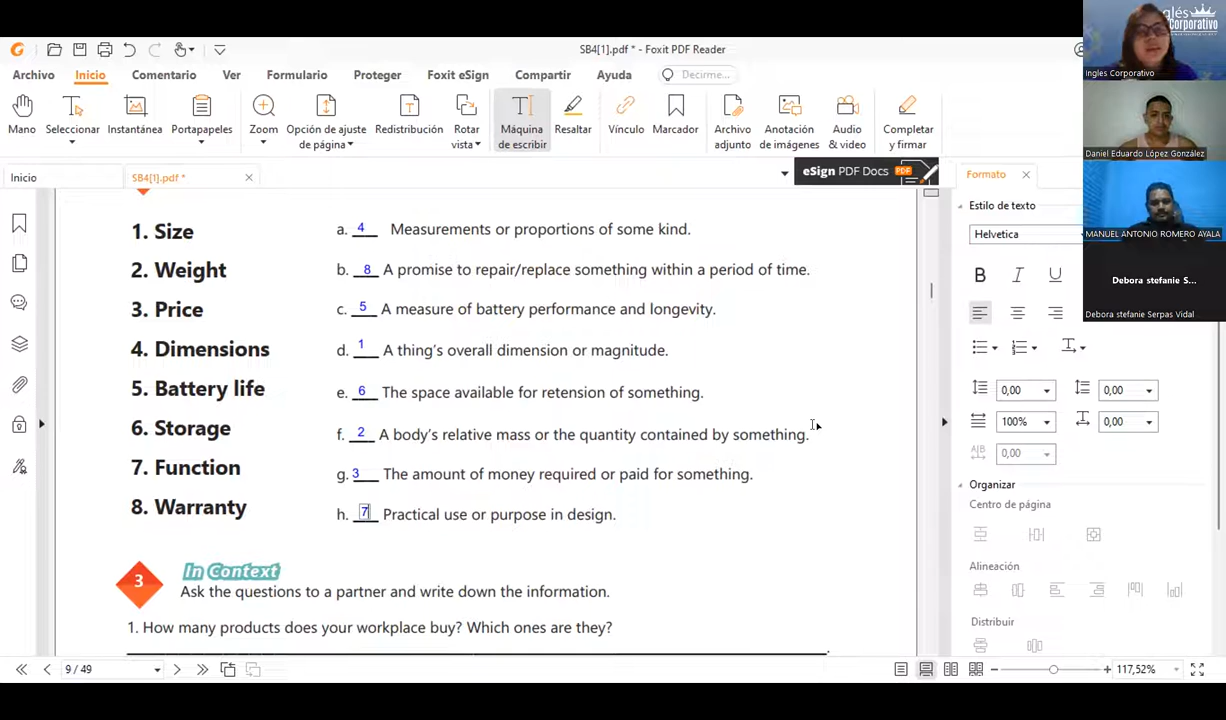 SB4[1].pdf * - Foxit PDF Reader
Archivo Inicio Comentario Ver Formulario Proteger Foxit eSign Compartir Ayuda Decirme...
Mano Seleccionar Instantánea Portapapeles Zoom Opción de ajuste de página Redistribución Rotar vista Máquina de escribir Resaltar Vínculo Marcador Archivo adjunto Anotación de imágenes Audio & video Completar y firmar
Inicio SB4[1].pdf * eSign PDF Docs PDF Formato
1. Size
2. Weight
3. Price
4. Dimensions
5. Battery life
6. Storage
7. Function
8. Warranty
a. 4 Measurements or proportions of some kind.
b. 8 A promise to repair/replace something within a period of time.
c. 5 A measure of battery performance and longevity.
d. 1 A thing's overall dimension or magnitude.
e. 6 The space available for retension of something.
f. 2 A body's relative mass or the quantity contained by something.
g. 3 The amount of money required or paid for something.
h. 7 Practical use or purpose in design.
3 In Context
Ask the questions to a partner and write down the information.
1. How many products does your workplace buy? Which ones are they?
Estilo de texto
Helvetica
B I U
0,00 0,00
100% 0,00
0,00
Organizar
Centro de página
Alineación
Distribuir
9 / 49 117,52%
Inglés Corporativo
Ingles Corporativo
Daniel Eduardo López González
MANUEL ANTONIO ROMERO AYALA
Debora stefanie S...
Debora stefanie Serpas Vidal